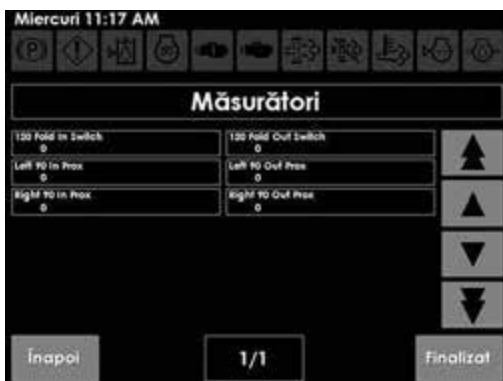 Miercuri 11:17 AM
Măsurători
120 Fold In Switch
0
120 Fold Out Switch
0
Left 90 In Prox
0
Left 90 Out Prox
0
Right 90 In Prox
0
Right 90 Out Prox
0
Înapoi
1/1
Finalizat